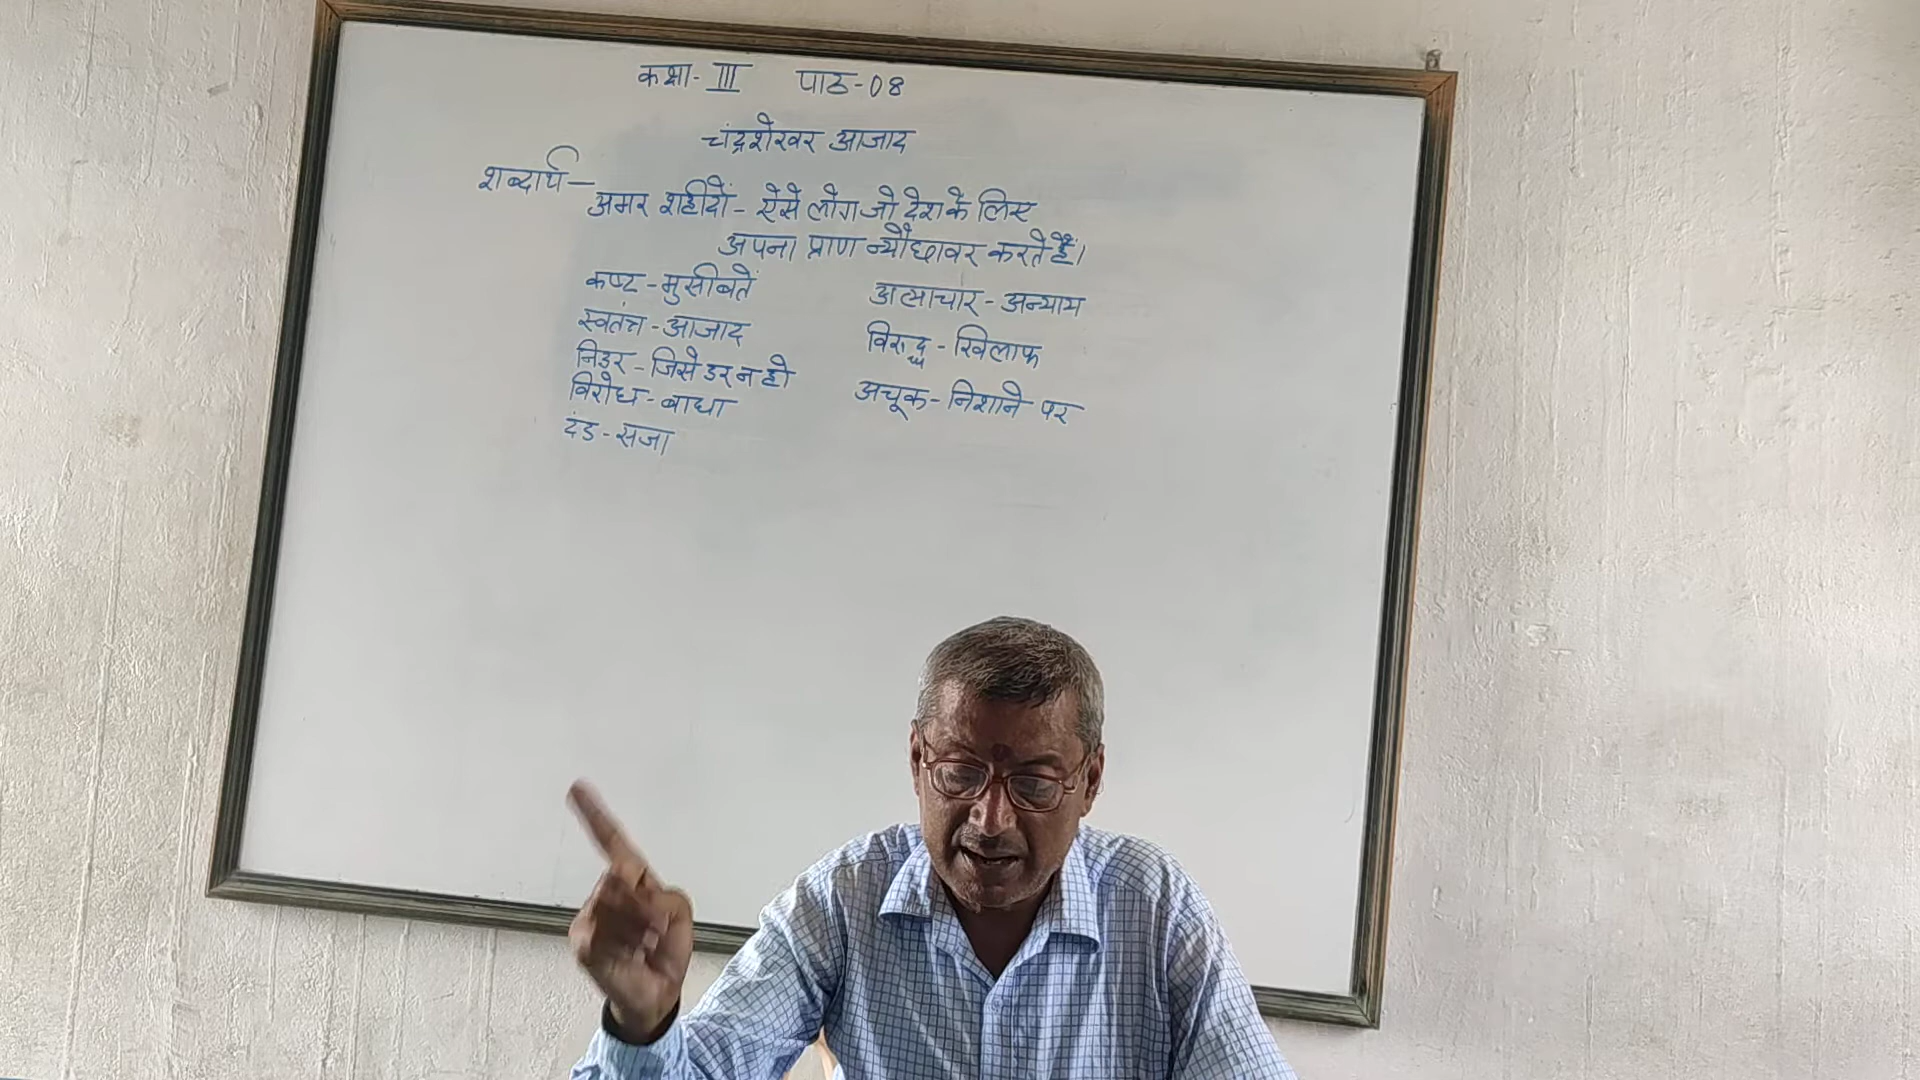 कक्षा- III पाठ-08
चंद्रशेखर आजाद
शब्दार्थ—
अमर शहीदों - ऐसे लोग जो देश के लिए
अपना प्राण न्यौछावर करते हैं।
कष्ट - मुसीबतें
स्वतंत्र - आजाद
निडर - जिसे डर न हो
विरोध - बाधा
दंड - सजा
अत्याचार - अन्याय
विरुद्ध - खिलाफ
अचूक - निशाने पर